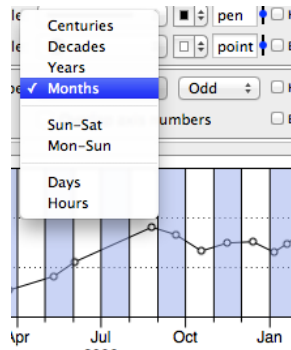 Centuries
pen
Decades
point
Years
Months
Odd
Sun-Sat
numbers
Mon-Sun
Days
Hours
Apr
Jul
Oct
Jan